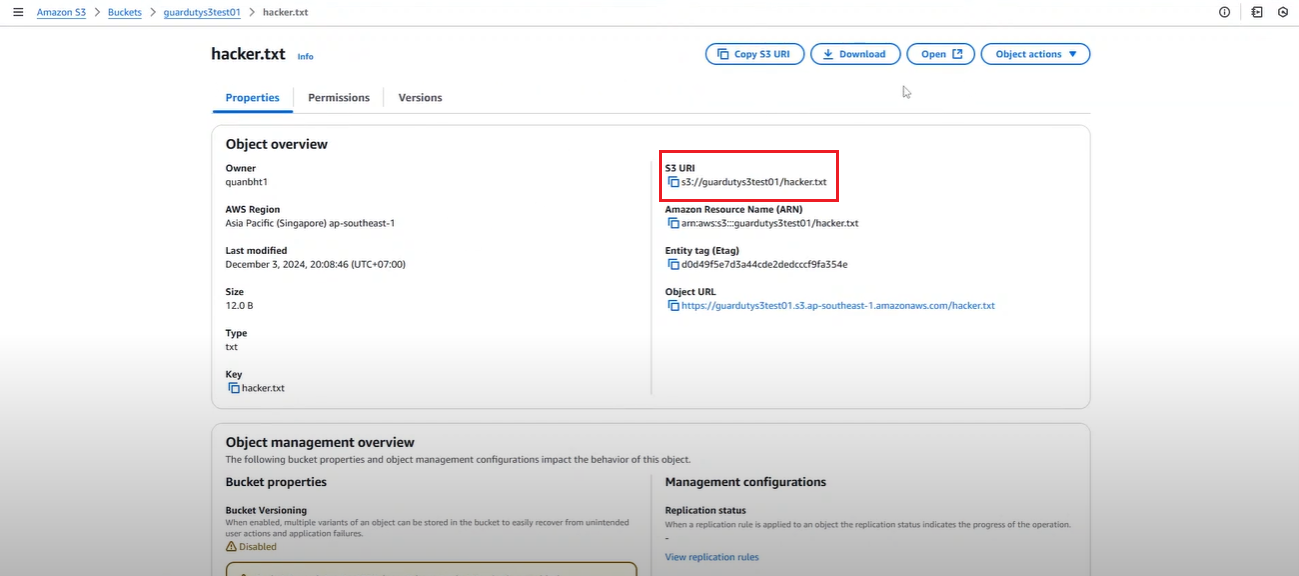 Amazon S3 > Buckets > guardutys3test01 > hacker.txt
hacker.txt Info
Copy S3 URI Download Open Object actions
Properties Permissions Versions
Object overview
Owner
quanbht1
AWS Region
Asia Pacific (Singapore) ap-southeast-1
Last modified
December 3, 2024, 20:08:46 (UTC+07:00)
Size
12.0 B
Type
txt
Key
hacker.txt
S3 URI
s3://guardutys3test01/hacker.txt
Amazon Resource Name (ARN)
arn:aws:s3:::guardutys3test01/hacker.txt
Entity tag (Etag)
d0d49f5e7d3a44cde2dedcccf9fa354e
Object URL
https://guardutys3test01.s3.ap-southeast-1.amazonaws.com/hacker.txt
Object management overview
The following bucket properties and object management configurations impact the behavior of this object.
Bucket properties
Bucket Versioning
When enabled, multiple variants of an object can be stored in the bucket to easily recover from unintended
user actions and application failures.
Disabled
Management configurations
Replication status
When a replication rule is applied to an object the replication status indicates the progress of the operation.
-
View replication rules